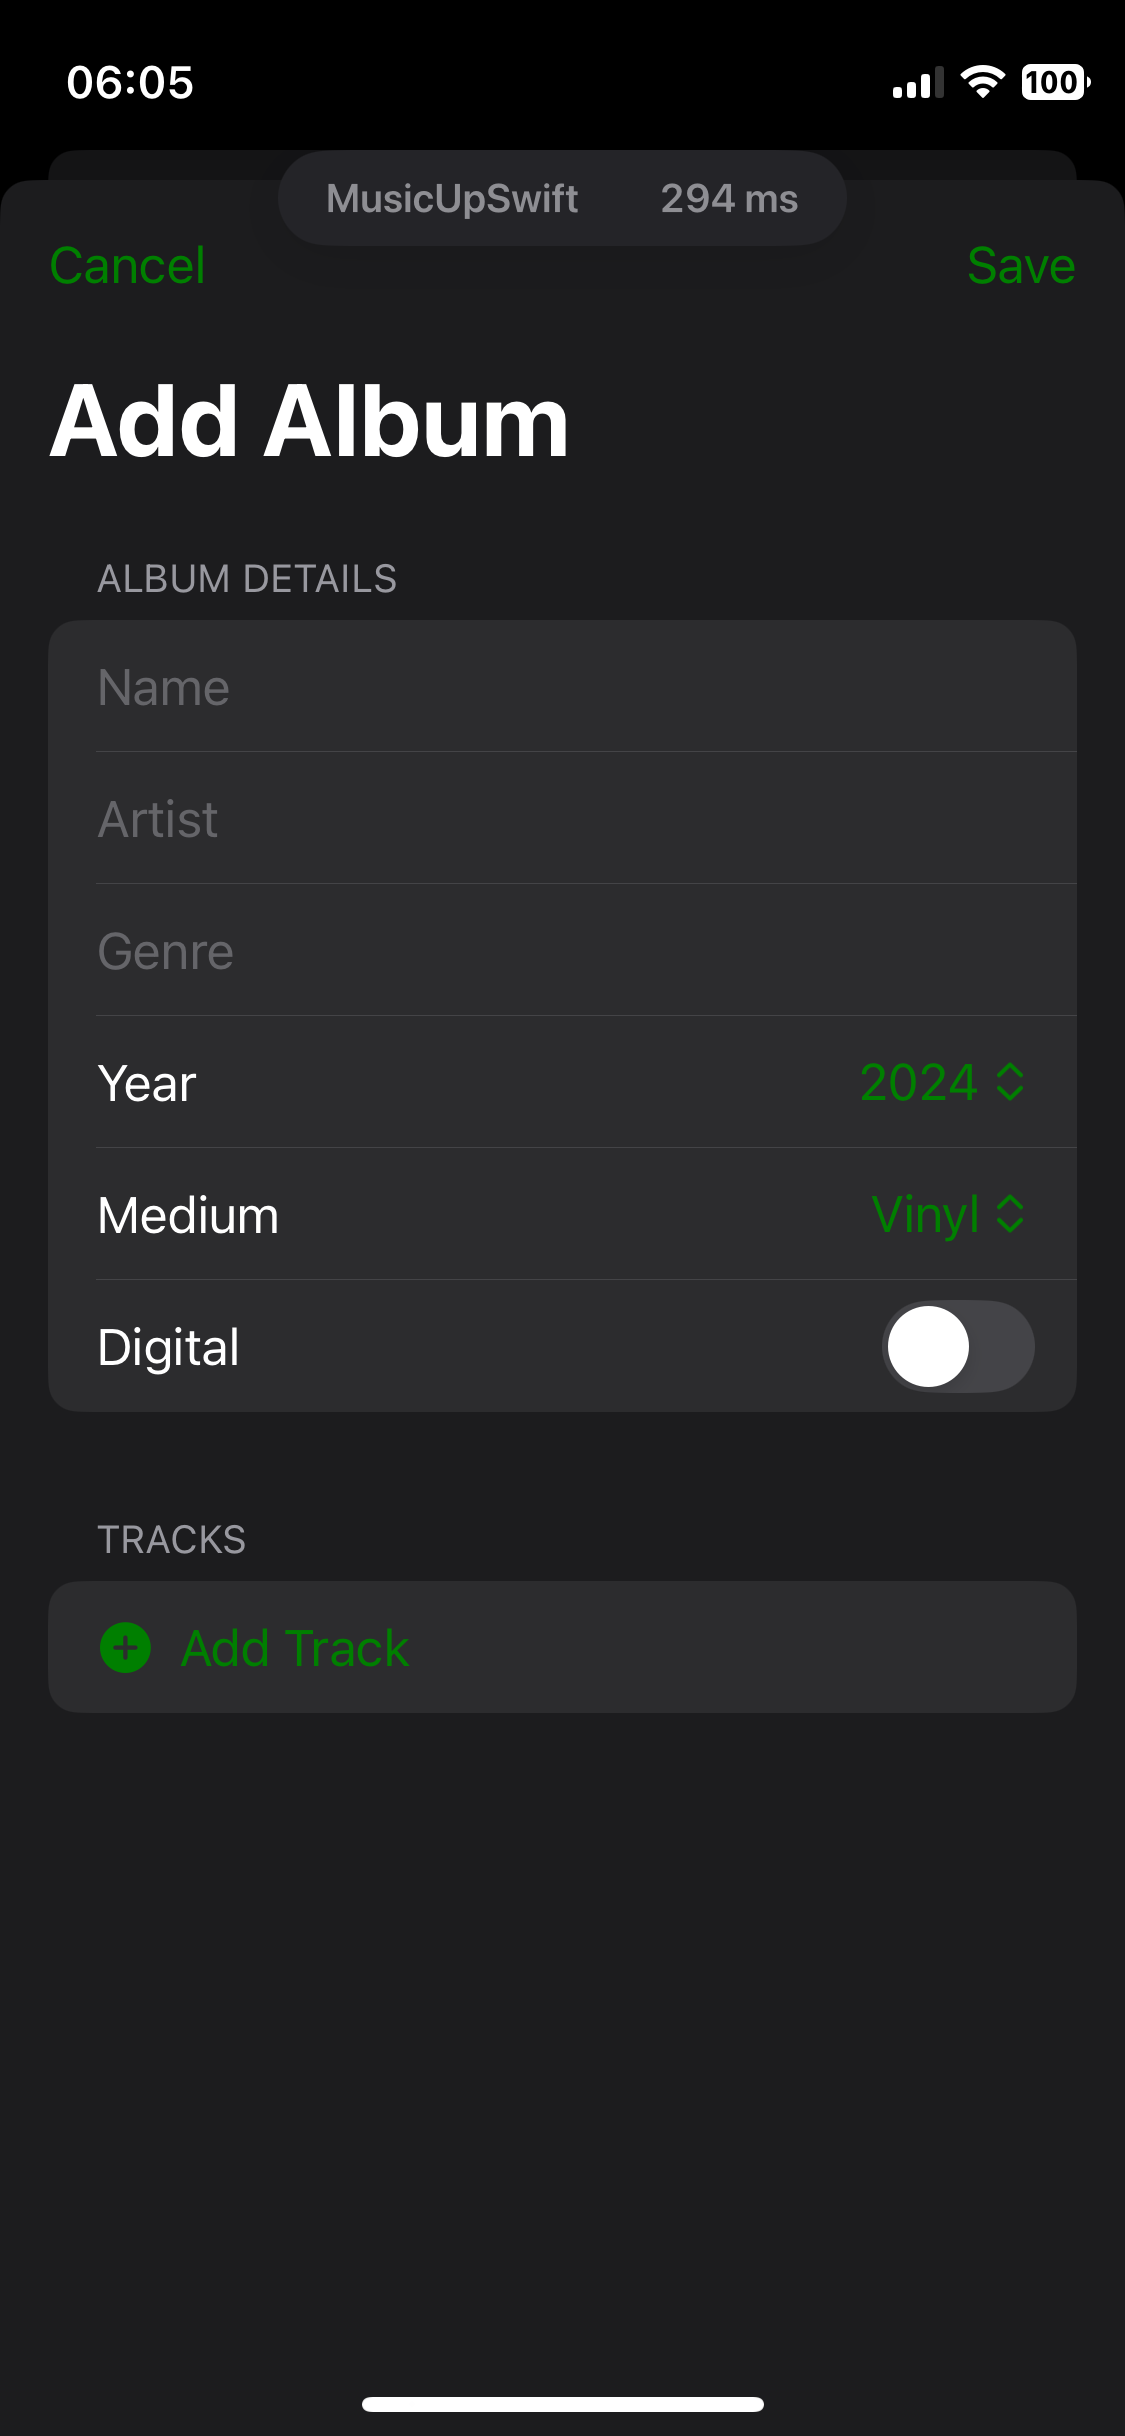 06:05 100
MusicUpSwift 294 ms
Cancel Save
Add Album
ALBUM DETAILS
Name
Artist
Genre
Year 2024
Medium Vinyl
Digital
TRACKS
Add Track